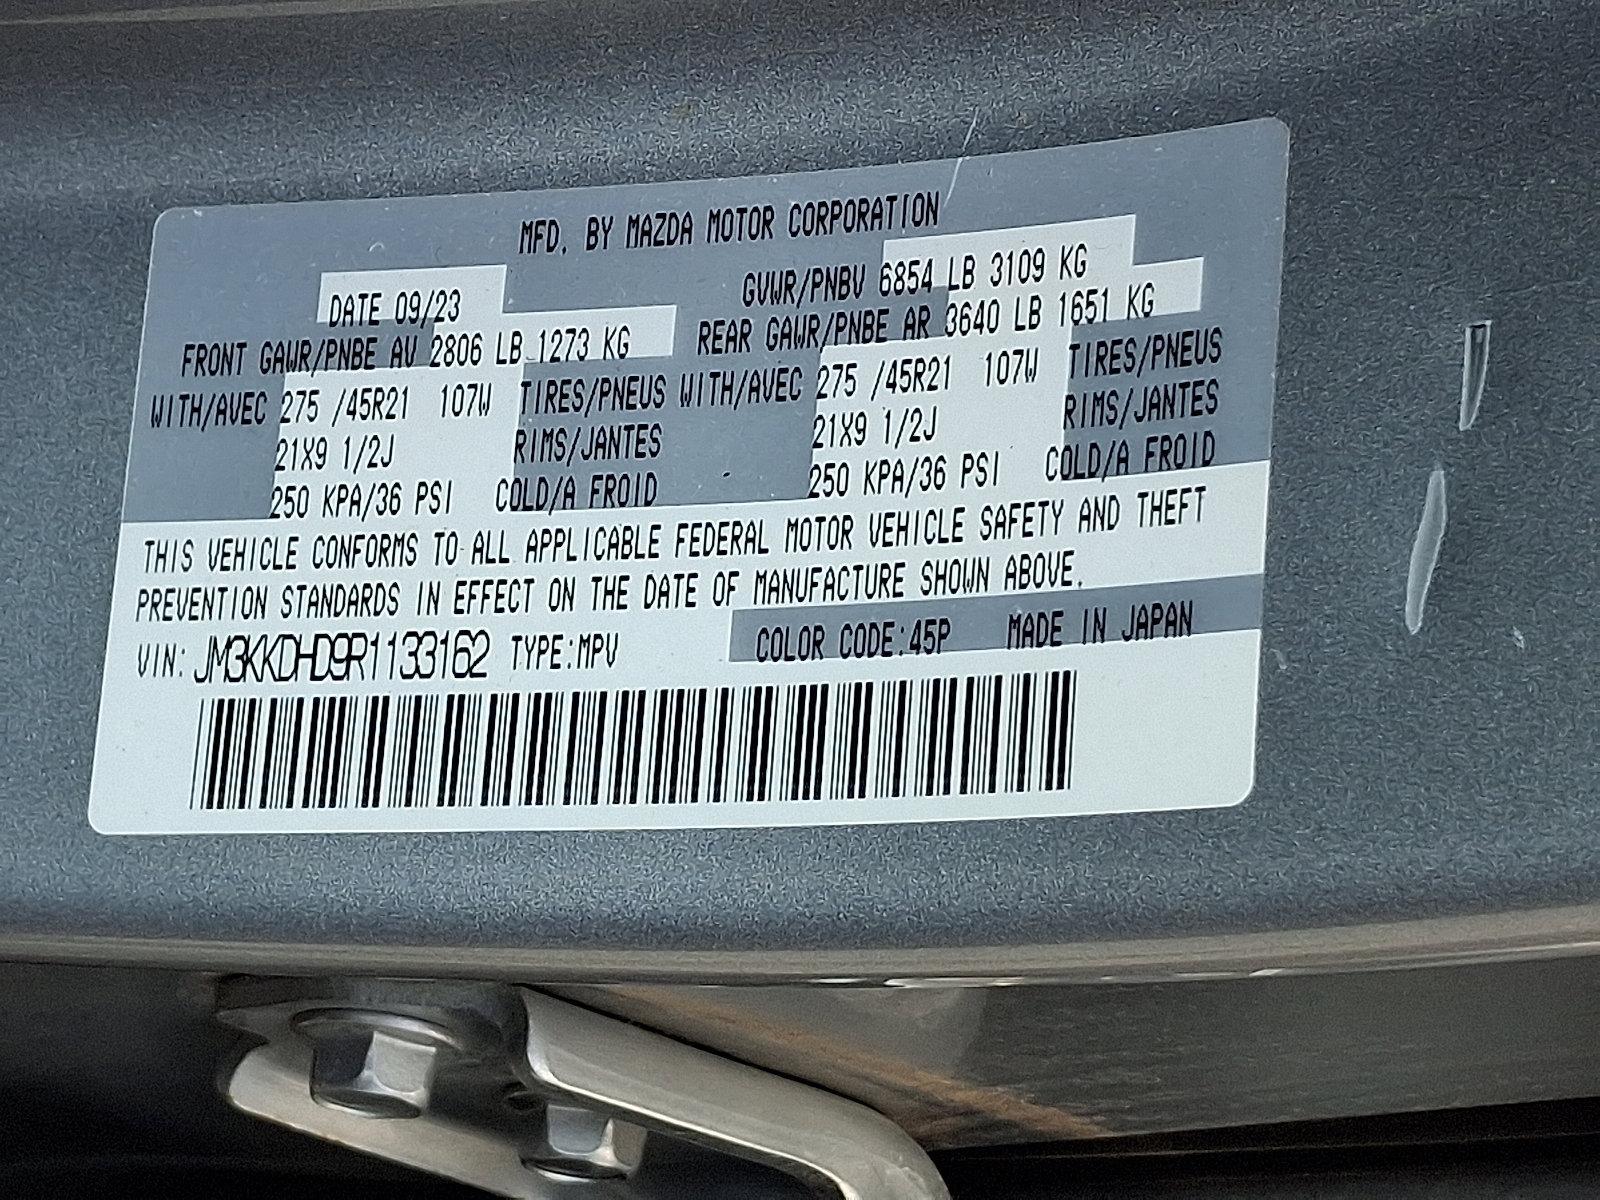 MFD. BY MAZDA MOTOR CORPORATION
DATE 09/23 GVWR/PNBV 6854 LB 3109 KG
FRONT GAWR/PNBE AV 2806 LB 1273 KG REAR GAWR/PNBE AR 3640 LB 1651 KG
WITH/AVEC 275 /45R21 107W TIRES/PNEUS WITH/AVEC 275 /45R21 107W TIRES/PNEUS
21X9 1/2J RIMS/JANTES 21X9 1/2J RIMS/JANTES
250 KPA/36 PSI COLD/A FROID 250 KPA/36 PSI COLD/A FROID
THIS VEHICLE CONFORMS TO ALL APPLICABLE FEDERAL MOTOR VEHICLE SAFETY AND THEFT
PREVENTION STANDARDS IN EFFECT ON THE DATE OF MANUFACTURE SHOWN ABOVE.
VIN: JM3KKDHD9R1133162 TYPE:MPV COLOR CODE:45P MADE IN JAPAN